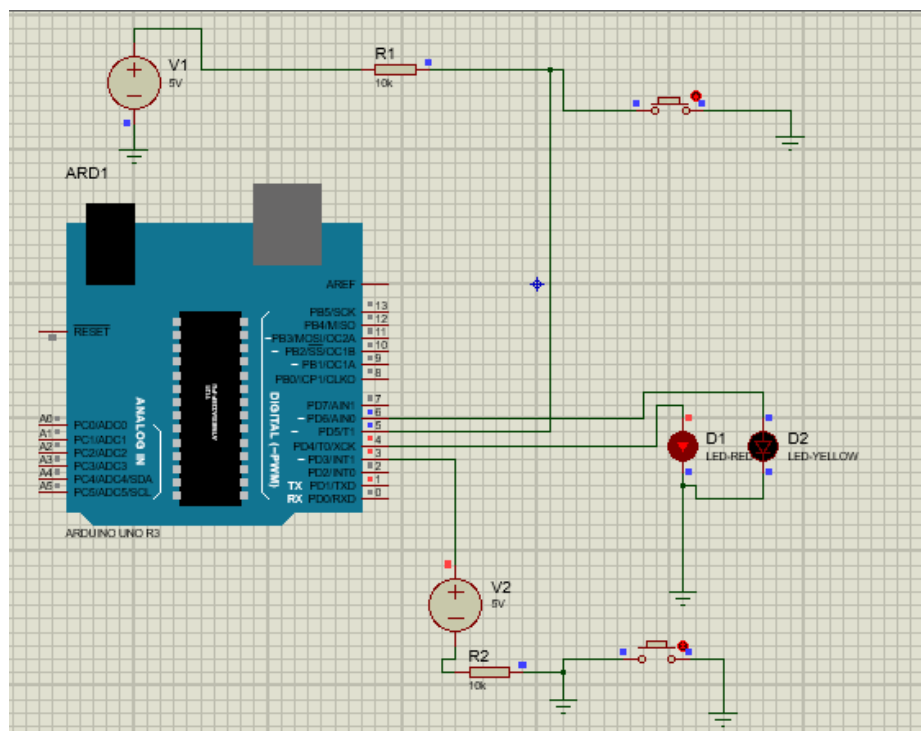 R1
V1
5V
10k
ARD1
AREF
13
PB5/SCK
12
PB4/MISO
11
~PB3/MOSI/OC2A
10
~PB2/SS/OC1B
9
~PB1/OC1A
8
PB0/ICP1/CLKO
RESET
7
PD7/AIN1
6
~PD6/AIN0
5
~PD5/T1
4
PD4/T0/XCK
3
~PD3/INT1
2
PD2/INT0
1
TX PD1/TXD
0
RX PD0/RXD
DIGITAL (~PWM)
ANALOG IN
A0
PC0/ADC0
A1
PC1/ADC1
A2
PC2/ADC2
A3
PC3/ADC3
A4
PC4/ADC4/SDA
A5
PC5/ADC5/SCL
ARDUINO UNO R3
D1
LED-RED
D2
LED-YELLOW
V2
5V
R2
10k